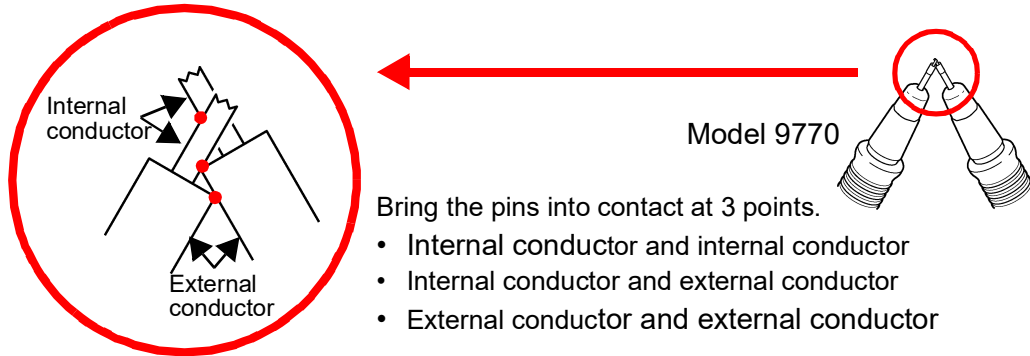 Internal
conductor
External
conductor
Model 9770
Bring the pins into contact at 3 points.
• Internal conductor and internal conductor
• Internal conductor and external conductor
• External conductor and external conductor